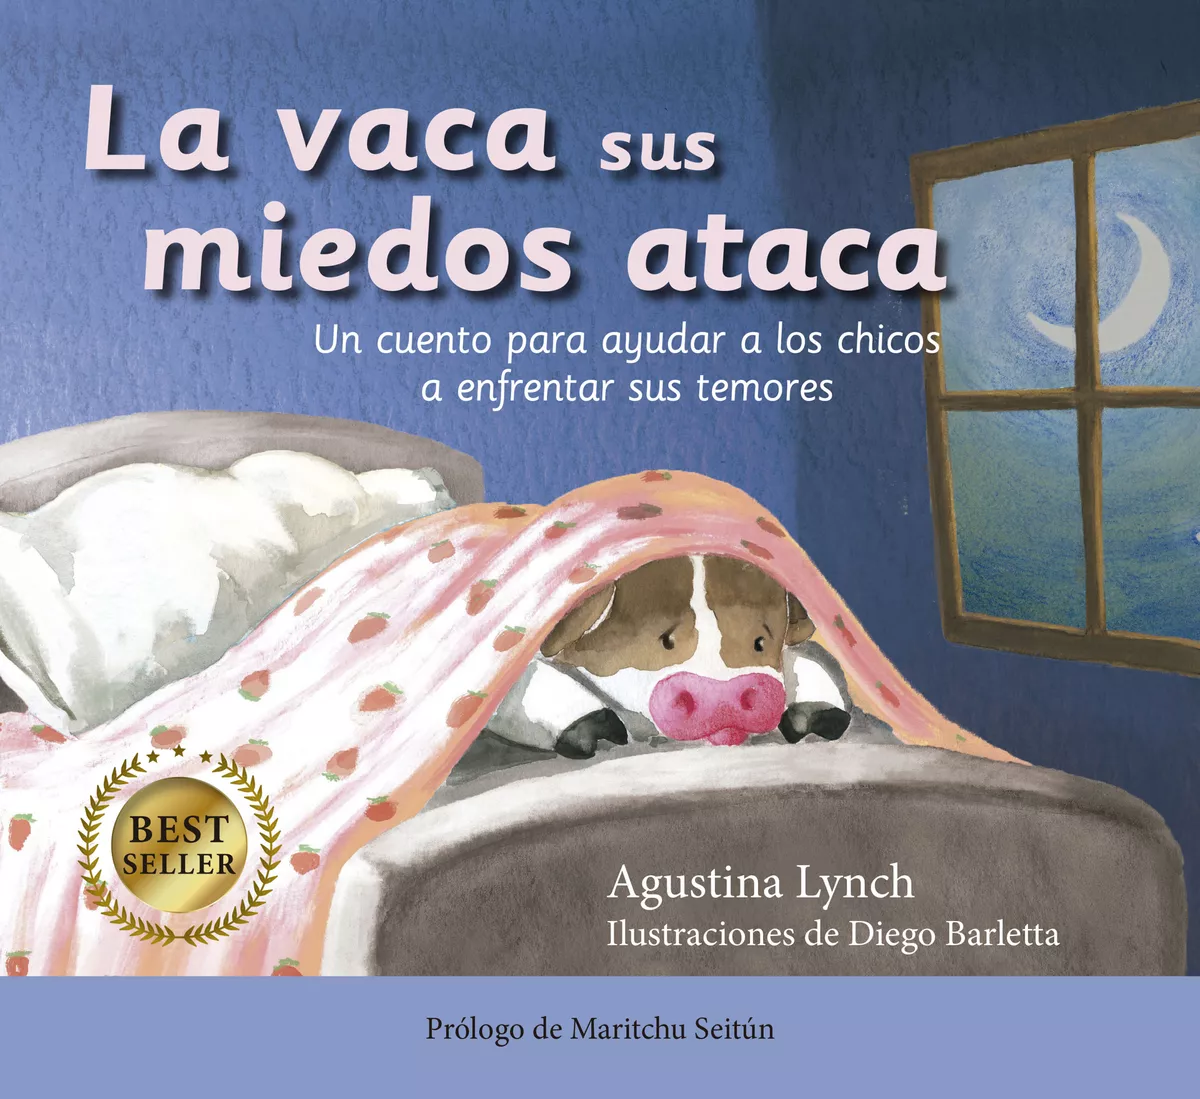 La vaca sus
miedos ataca
Un cuento para ayudar a los chicos
a enfrentar sus temores
BEST
SELLER
Agustina Lynch
Ilustraciones de Diego Barletta
Prólogo de Maritchu Seitún